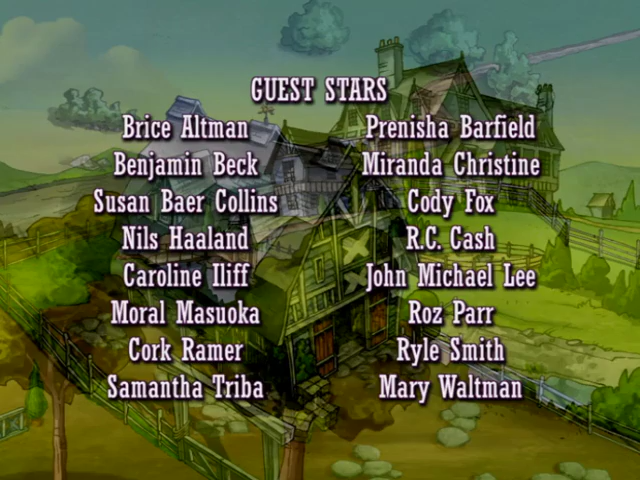 GUEST STARS
Brice Altman Prenisha Barfield
Benjamin Beck Miranda Christine
Susan Baer Collins Cody Fox
Nils Haaland R.C. Cash
Caroline Iliff John Michael Lee
Moral Masuoka Roz Parr
Cork Ramer Ryle Smith
Samantha Triba Mary Waltman